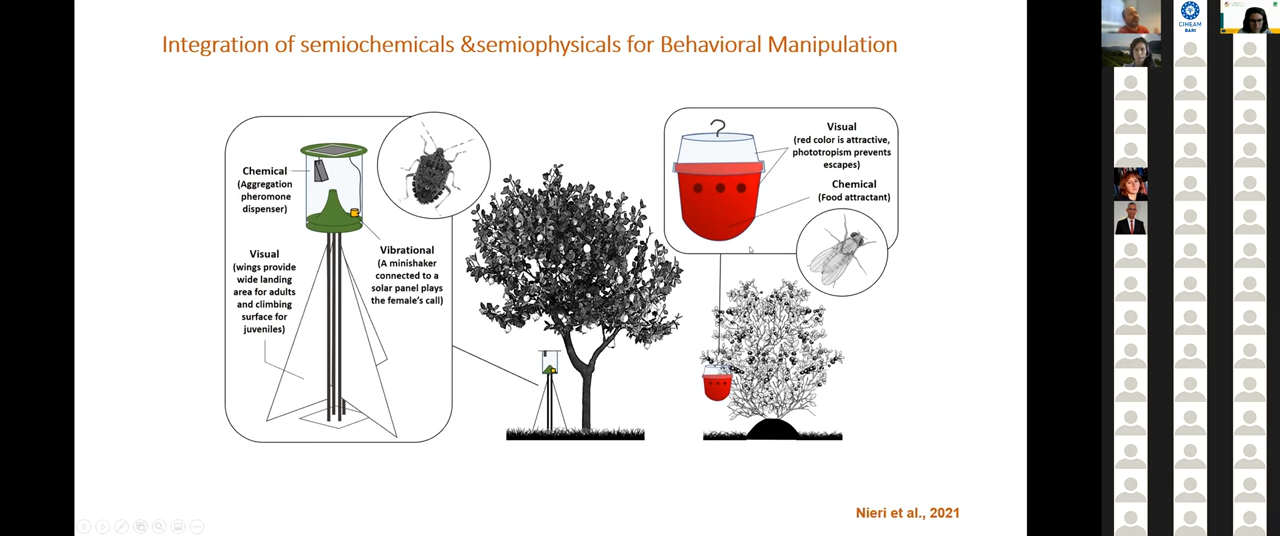 Integration of semiochemicals &semiophysicals for Behavioral Manipulation
Chemical
(Aggregation
pheromone
dispenser)
Visual
(wings provide
wide landing
area for adults
and climbing
surface for
juveniles)
Vibrational
(A minishaker
connected to a
solar panel plays
the female's call)
Visual
(red color is attractive,
phototropism prevents
escapes)
Chemical
(Food attractant)
Nieri et al., 2021
CIHEAM
BARI